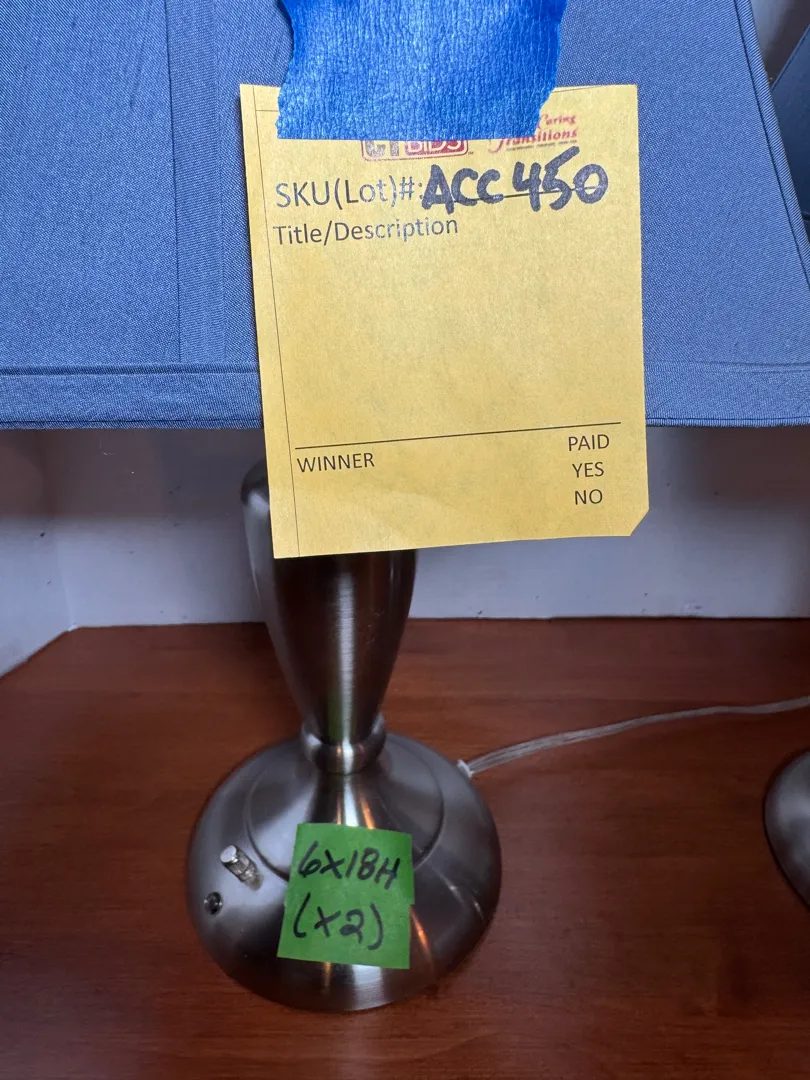 Caring
Transitions
SKU(Lot)#: ACC 450
Title/Description
WINNER
PAID
YES
NO
6X18H
(X2)